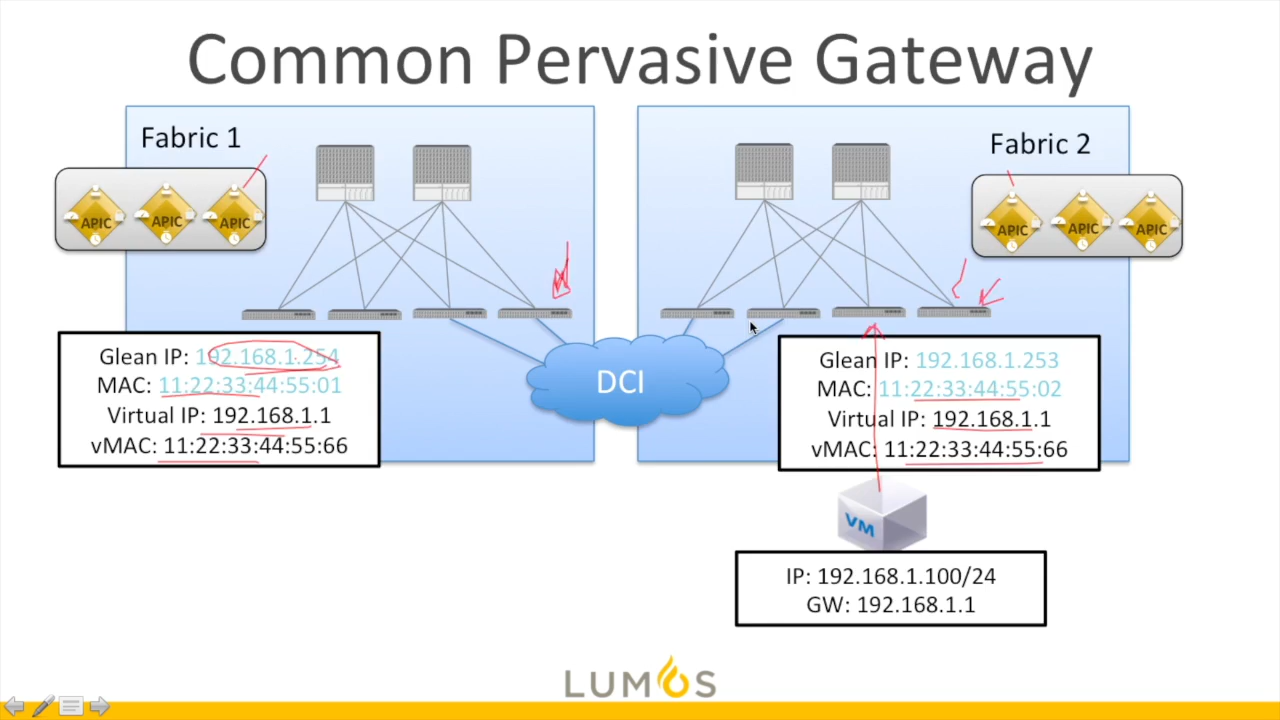 Common Pervasive Gateway
Fabric 1
Fabric 2
APIC
APIC
APIC
APIC
APIC
APIC
Glean IP: 192.168.1.254
MAC: 11:22:33:44:55:01
Virtual IP: 192.168.1.1
vMAC: 11:22:33:44:55:66
DCI
Glean IP: 192.168.1.253
MAC: 11:22:33:44:55:02
Virtual IP: 192.168.1.1
vMAC: 11:22:33:44:55:66
VM
IP: 192.168.1.100/24
GW: 192.168.1.1
LUMOS